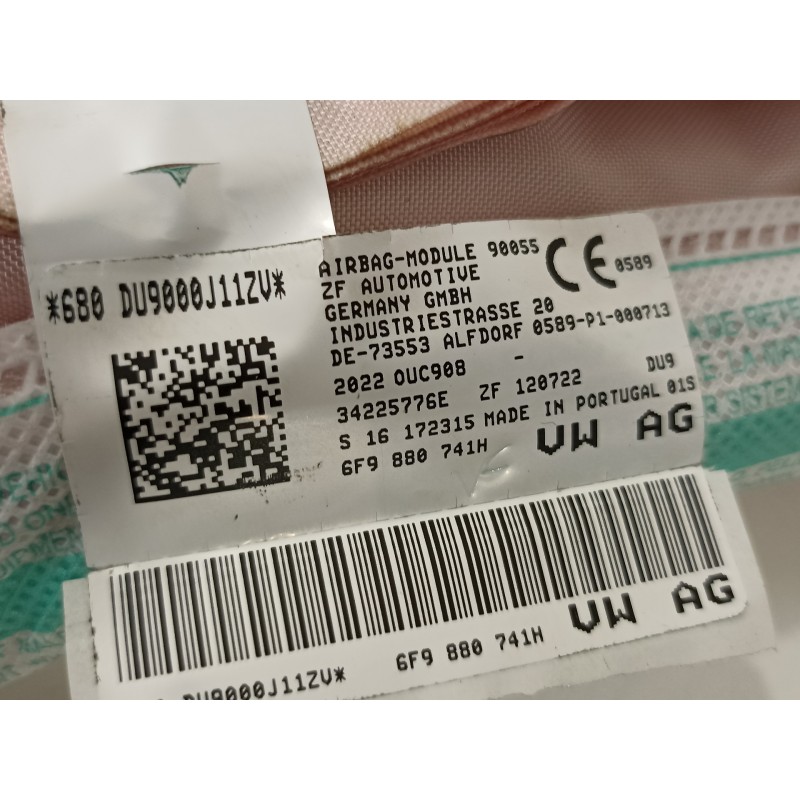 *680 DU9000J11ZV*
AIRBAG-MODULE 90055
ZF AUTOMOTIVE
GERMANY GMBH
INDUSTRIESTRASSE 20
DE-73553 ALFDORF 0589-P1-000713
CE 0589
2022 OUC908 -
34225776E ZF 120722 DU9
S 16 172315 MADE IN PORTUGAL 01S
6F9 880 741H VW AG
DU9000J11ZV* 6F9 880 741H VW AG